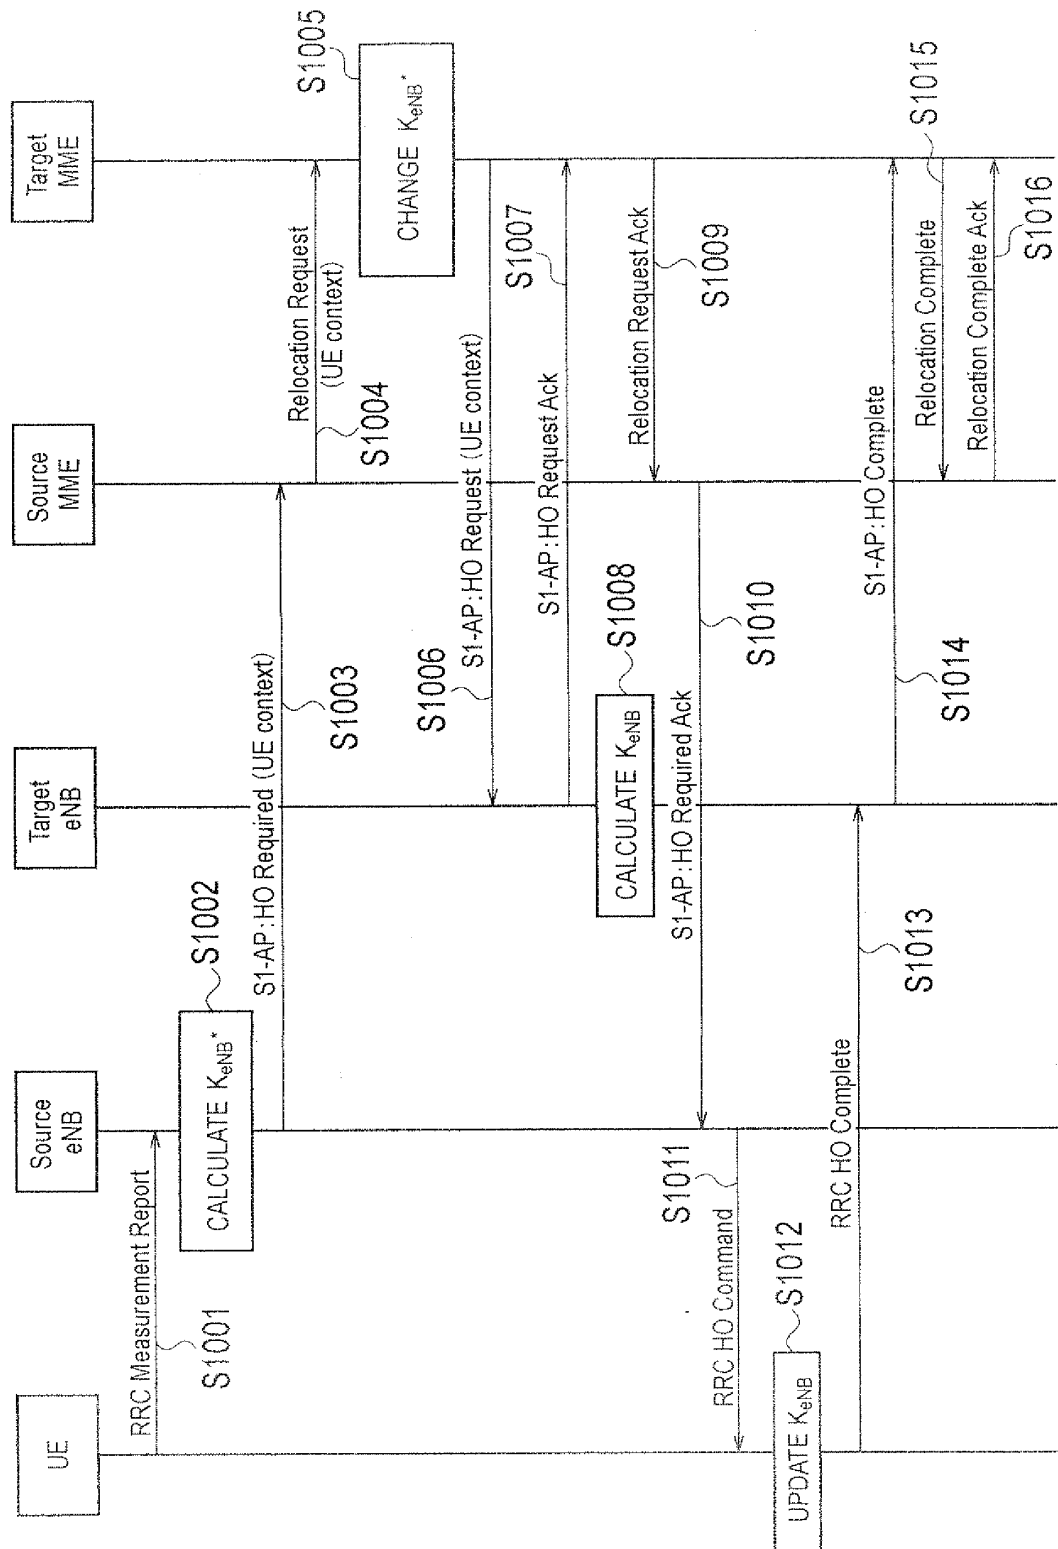 UE
Source
eNB
Target
eNB
Source
MME
Target
MME
RRC Measurement Report
S1001
CALCULATE KeNB*
S1002
S1-AP:HO Required (UE context)
S1003
Relocation Request
(UE context)
S1004
CHANGE KeNB*
S1005
S1-AP:HO Request (UE context)
S1006
S1-AP:HO Request Ack
S1007
CALCULATE KeNB
S1008
Relocation Request Ack
S1009
S1-AP:HO Required Ack
S1010
RRC HO Command
S1011
UPDATE KeNB
S1012
RRC HO Complete
S1013
S1-AP:HO Complete
S1014
Relocation Complete
S1015
Relocation Complete Ack
S1016